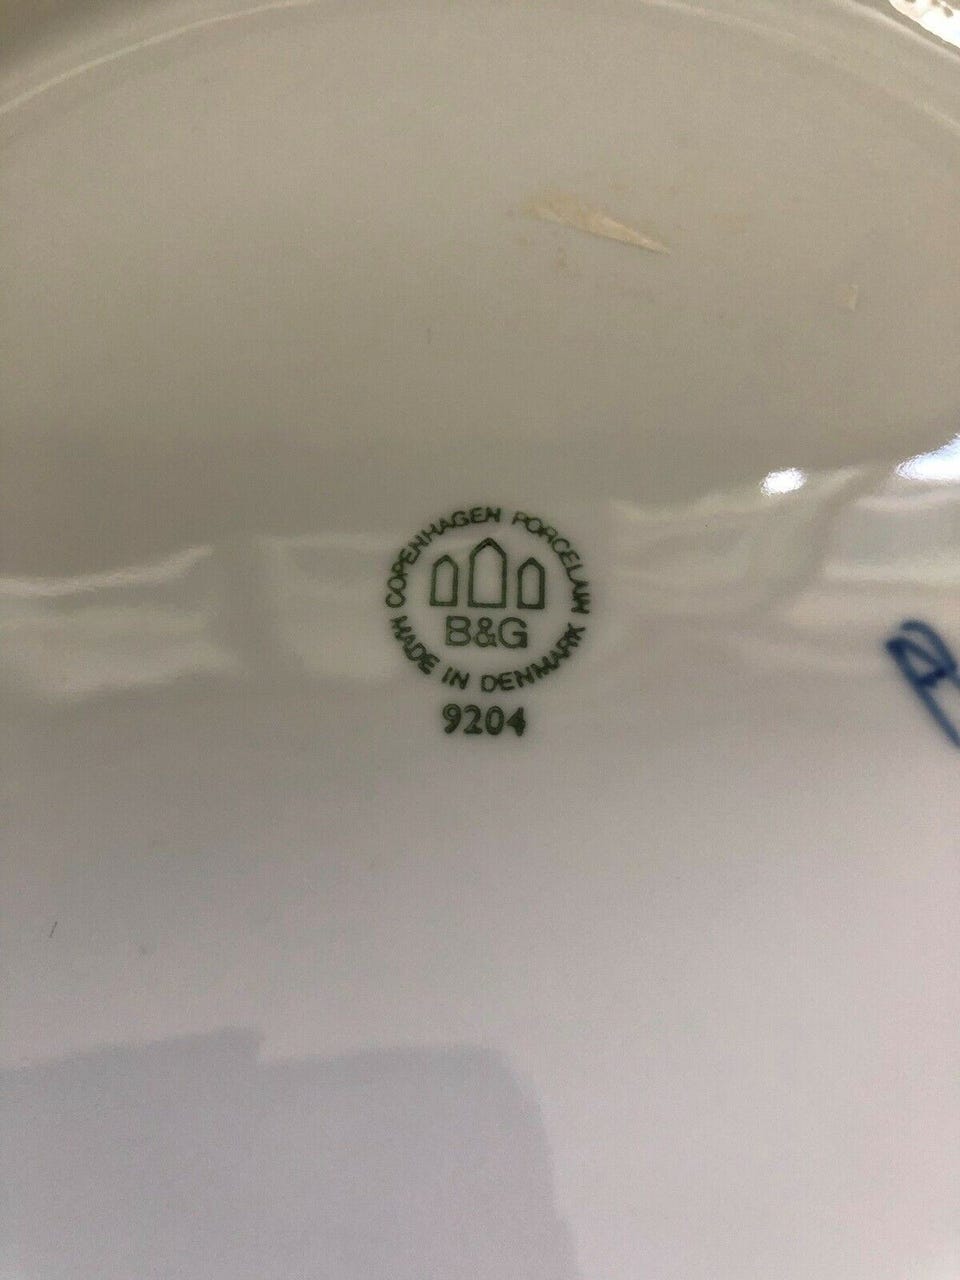 COPENHAGEN PORCELAIN
B&G
MADE IN DENMARK
9204